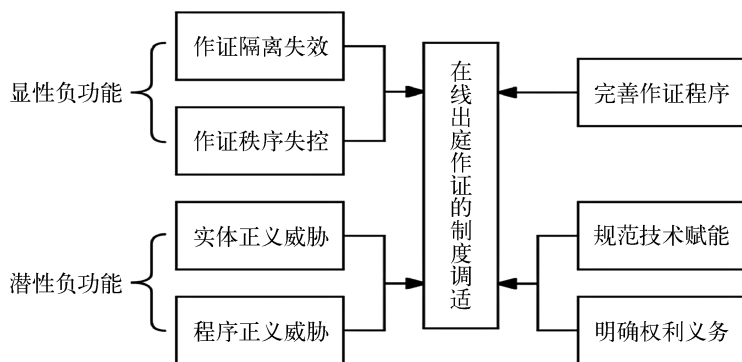 显性负功能
作证隔离失效
作证秩序失控
潜性负功能
实体正义威胁
程序正义威胁
在线出庭作证的制度调适
完善作证程序
规范技术赋能
明确权利义务